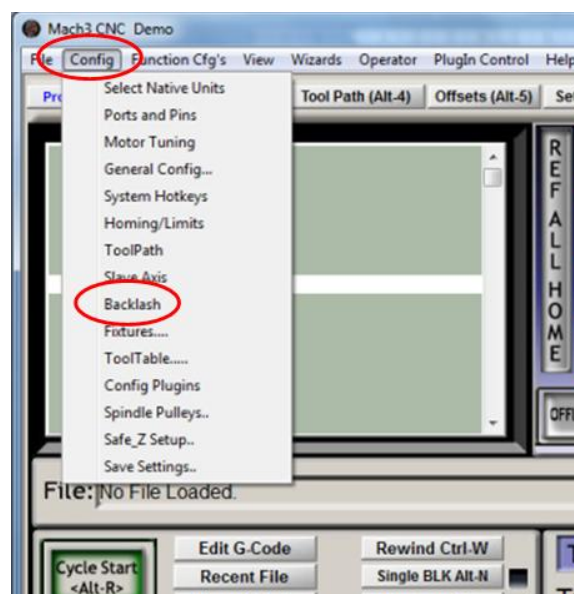 Mach3 CNC Demo
File Config Function Cfg's View Wizards Operator PlugIn Control Help
Tool Path (Alt-4) Offsets (Alt-5)
Select Native Units
Ports and Pins
Motor Tuning
General Config...
System Hotkeys
Homing/Limits
ToolPath
Slave Axis
Backlash
Fixtures....
ToolTable.....
Config Plugins
Spindle Pulleys..
Safe_Z Setup..
Save Settings..
REF ALL HOME
File: No File Loaded.
Edit G-Code Rewind Ctrl-W
Cycle Start
<Alt-R>
Recent File Single BLK Alt-N